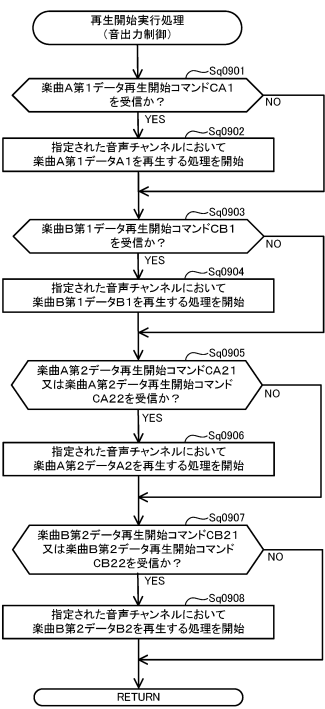 再生開始実行処理
（音出力制御）
Sq0901
楽曲A第１データ再生開始コマンドCA１
を受信か？
NO
YES
Sq0902
指定された音声チャンネルにおいて
楽曲A第１データA１を再生する処理を開始
Sq0903
楽曲B第１データ再生開始コマンドCB１
を受信か？
NO
YES
Sq0904
指定された音声チャンネルにおいて
楽曲B第１データB１を再生する処理を開始
Sq0905
楽曲A第２データ再生開始コマンドCA２１
又は楽曲A第２データ再生開始コマンド
CA２２を受信か？
NO
YES
Sq0906
指定された音声チャンネルにおいて
楽曲A第２データA２を再生する処理を開始
Sq0907
楽曲B第２データ再生開始コマンドCB２１
又は楽曲B第２データ再生開始コマンド
CB２２を受信か？
NO
YES
Sq0908
指定された音声チャンネルにおいて
楽曲B第２データB２を再生する処理を開始
RETURN